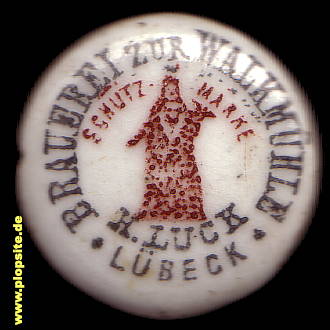 BRAUEREI ZUR WALKMÜHLE
SCHUTZ - MARKE
H. LUCK
• LÜBECK •
www.plopsite.de